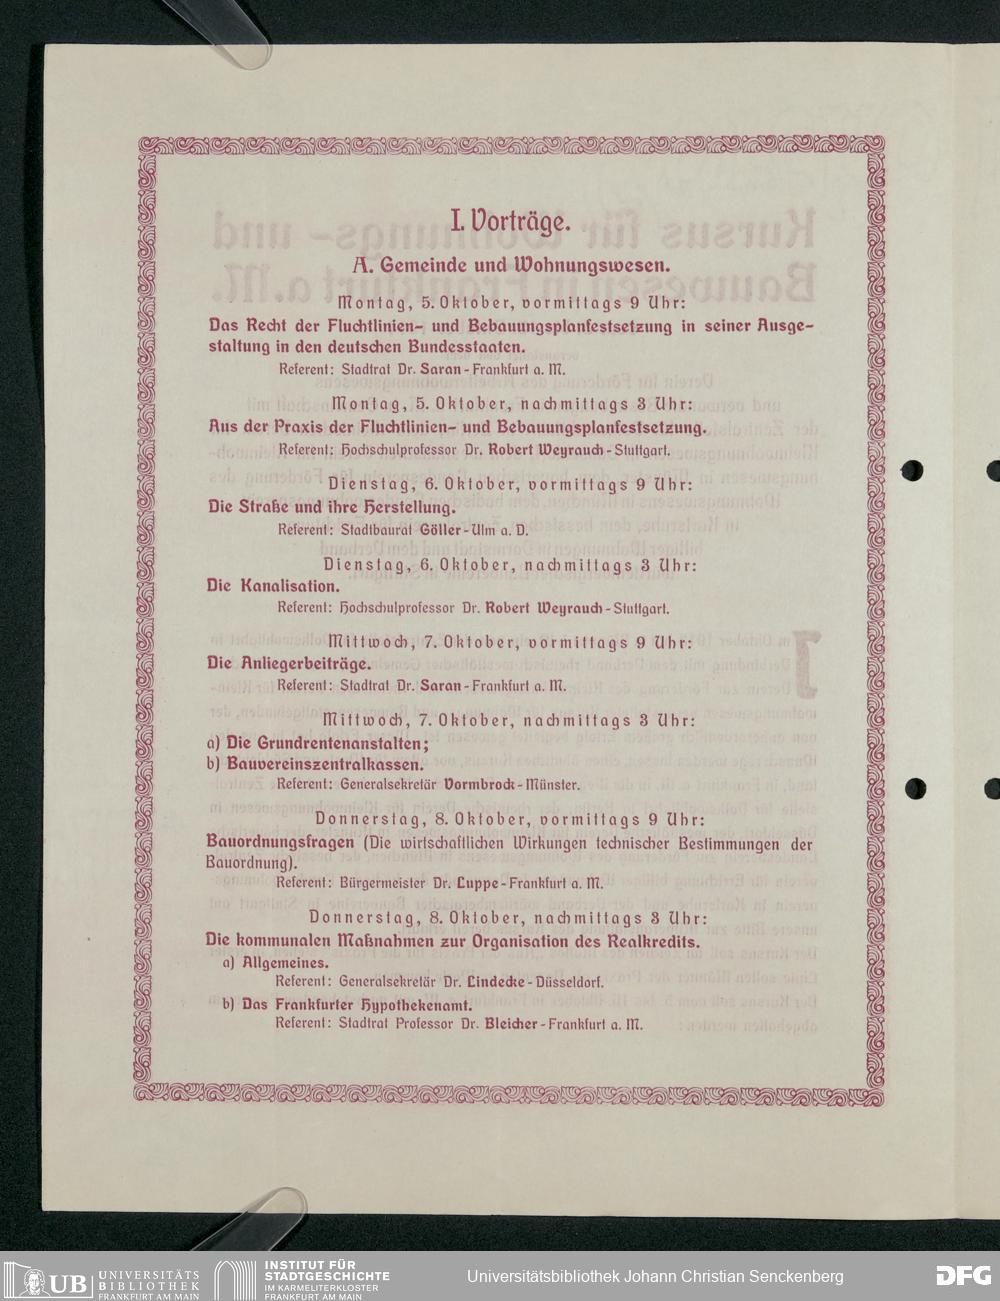 I. Vorträge.
A. Gemeinde und Wohnungswesen.
Montag, 5. Oktober, vormittags 9 Uhr:
Das Recht der Fluchtlinien- und Bebauungsplanfestsetzung in seiner Ausge-
staltung in den deutschen Bundesstaaten.
Referent: Stadtrat Dr. Saran-Frankfurt a. M.
Montag, 5. Oktober, nachmittags 3 Uhr:
Aus der Praxis der Fluchtlinien- und Bebauungsplanfestsetzung.
Referent: Hochschulprofessor Dr. Robert Weyrauch-Stuttgart.
Dienstag, 6. Oktober, vormittags 9 Uhr:
Die Straße und ihre Herstellung.
Referent: Stadtbaurat Göller-Ulm a. D.
Dienstag, 6. Oktober, nachmittags 3 Uhr:
Die Kanalisation.
Referent: Hochschulprofessor Dr. Robert Weyrauch-Stuttgart.
Mittwoch, 7. Oktober, vormittags 9 Uhr:
Die Anliegerbeiträge.
Referent: Stadtrat Dr. Saran-Frankfurt a. M.
Mittwoch, 7. Oktober, nachmittags 3 Uhr:
a) Die Grundrentenanstalten;
b) Bauvereinszentralkassen.
Referent: Generalsekretär Vormbrock-Münster.
Donnerstag, 8. Oktober, vormittags 9 Uhr:
Bauordnungsfragen (Die wirtschaftlichen Wirkungen technischer Bestimmungen der
Bauordnung).
Referent: Bürgermeister Dr. Luppe-Frankfurt a. M.
Donnerstag, 8. Oktober, nachmittags 3 Uhr:
Die kommunalen Maßnahmen zur Organisation des Realkredits.
a) Allgemeines.
Referent: Generalsekretär Dr. Lindecke-Düsseldorf.
b) Das Frankfurter Hypothekenamt.
Referent: Stadtrat Professor Dr. Bleicher-Frankfurt a. M.
UB UNIVERSITÄTS
BIBLIOTHEK
FRANKFURT AM MAIN
INSTITUT FÜR
STADTGESCHICHTE
IM KARMELITERKLOSTER
FRANKFURT AM MAIN
Universitätsbibliothek Johann Christian Senckenberg
DFG